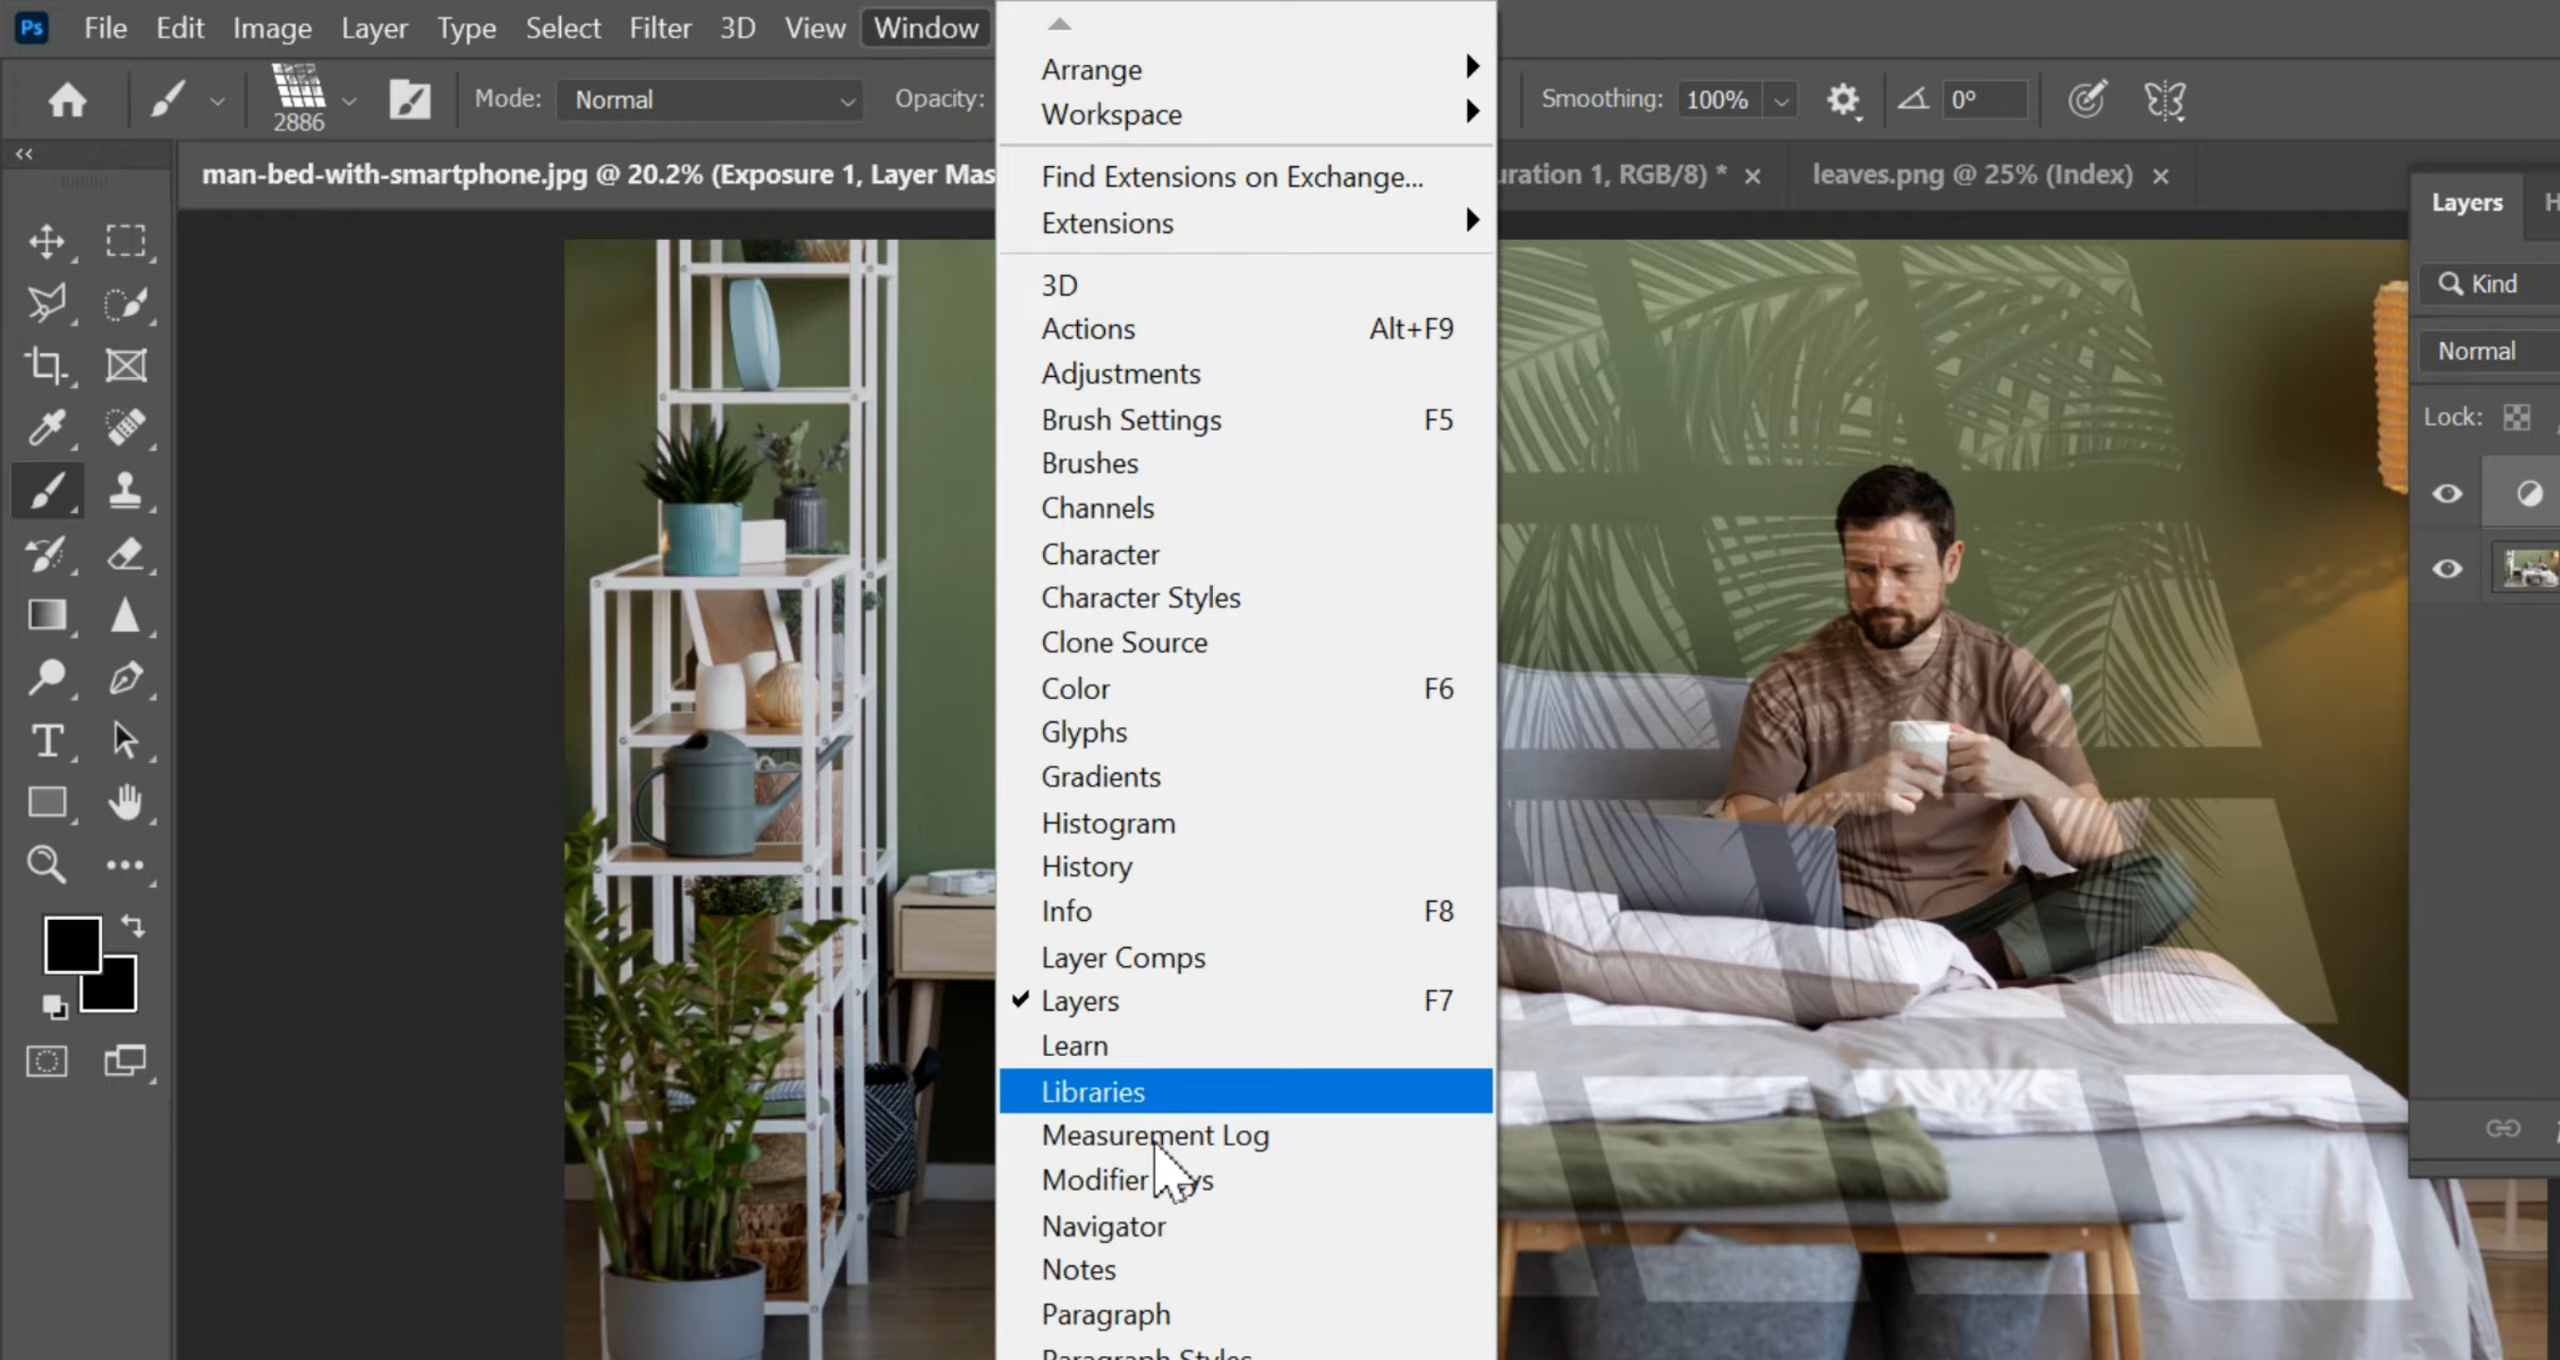 Ps File Edit Image Layer Type Select Filter 3D View Window
2886 Mode: Normal Opacity: Smoothing: 100% 0°
man-bed-with-smartphone.jpg @ 20.2% (Exposure 1, Layer Mas
uration 1, RGB/8) * × leaves.png @ 25% (Index) ×
Arrange
Workspace
Find Extensions on Exchange...
Extensions
3D
Actions Alt+F9
Adjustments
Brush Settings F5
Brushes
Channels
Character
Character Styles
Clone Source
Color F6
Glyphs
Gradients
Histogram
History
Info F8
Layer Comps
Layers F7
Learn
Libraries
Measurement Log
Modifier
Navigator
Notes
Paragraph
Paragraph Styles
Layers
Kind
Normal
Lock: